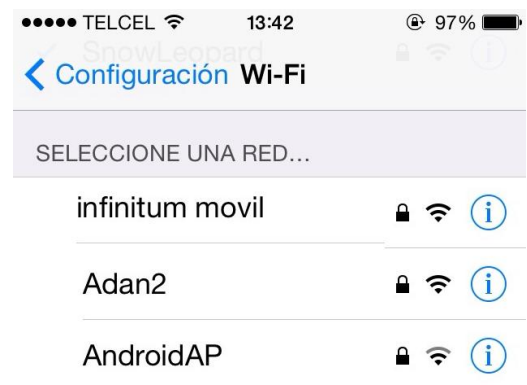 TELCEL 13:42 97%
SnowLeopard
Configuración Wi-Fi
SELECCIONE UNA RED...
infinitum movil
Adan2
AndroidAP